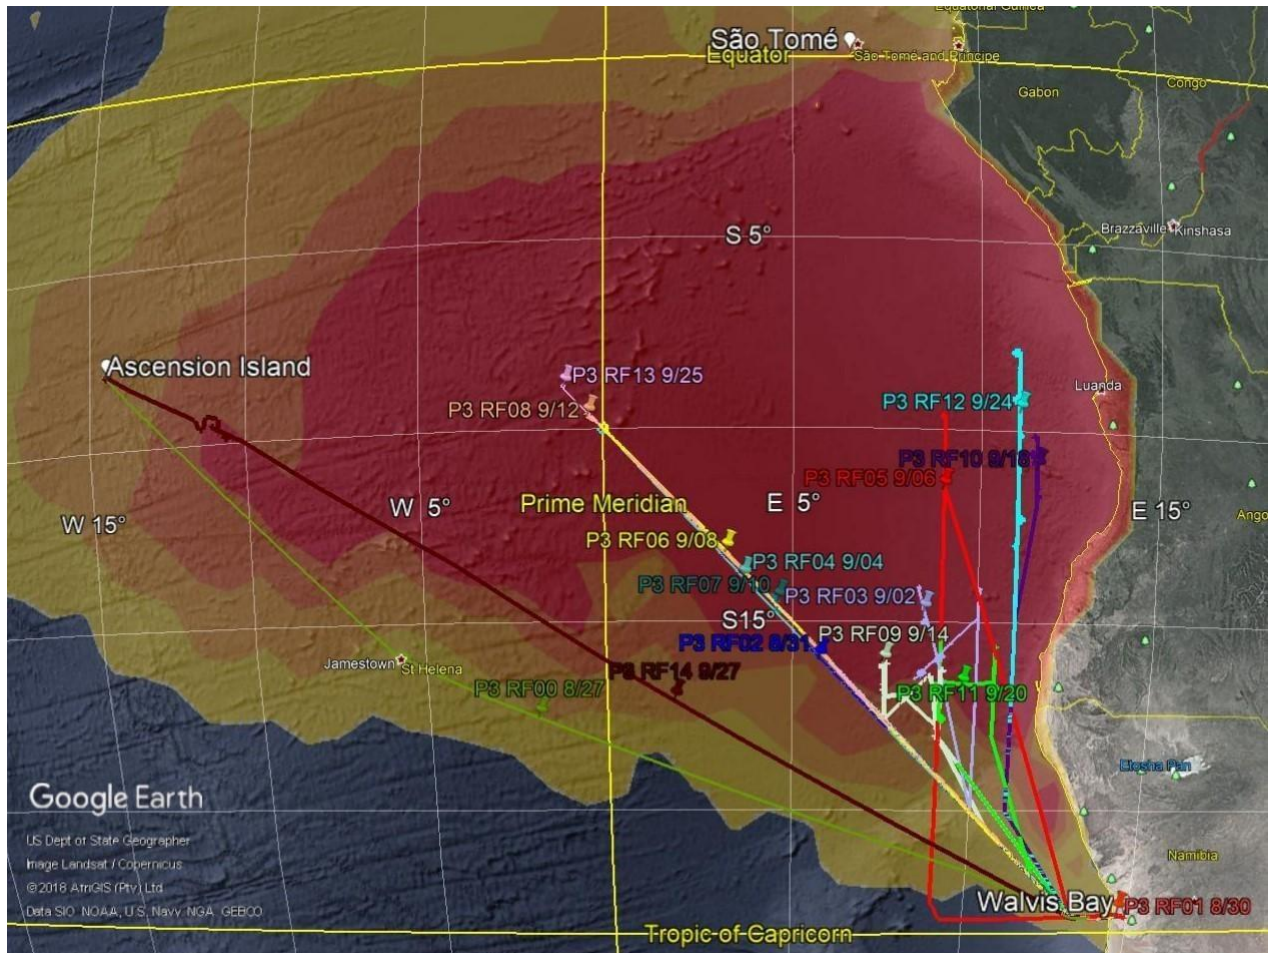 Equatorial Guinea
São Tomé
São Tomé and Príncipe
Equator
Gabon
Congo
Brazzaville
Kinshasa
S 5°
Ascension Island
P3 RF13 9/25
P3 RF08 9/12
P3 RF12 9/24
Luanda
P3 RF10 9/18
P3 RF05 9/06
W 15°
W 5°
Prime Meridian
E 5°
E 15°
Ango
P3 RF06 9/08
P3 RF04 9/04
P3 RF07 9/10
P3 RF03 9/02
S15°
P3 RF09 9/14
P3 RF02 8/31
Jamestown
St Helena
P3 RF14 9/27
P3 RF00 8/27
P3 RF11 9/20
Etosha Pan
Google Earth
US Dept of State Geographer
Image Landsat / Copernicus
©2018 AfriGIS (Pty) Ltd
Data SIO NOAA, U.S. Navy NGA GEBCO
Namibia
Walvis Bay
P3 RF01 8/30
Tropic of Capricorn